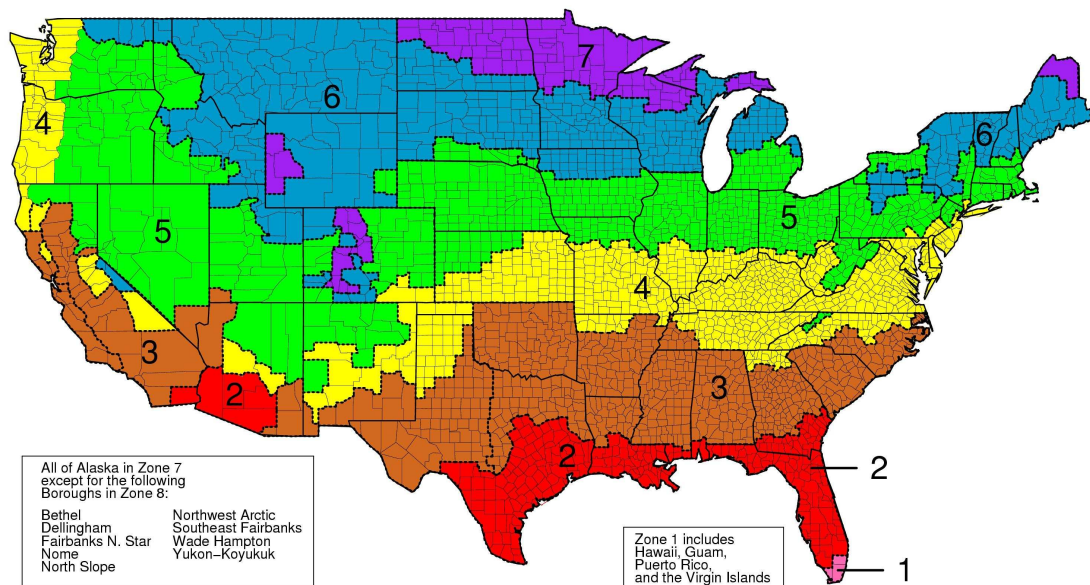 7
6
4
6
5
5
4
3
3
2
2
2
1
All of Alaska in Zone 7
except for the following
Boroughs in Zone 8:
Bethel
Dellingham
Fairbanks N. Star
Nome
North Slope
Northwest Arctic
Southeast Fairbanks
Wade Hampton
Yukon-Koyukuk
Zone 1 includes
Hawaii, Guam,
Puerto Rico,
and the Virgin Islands